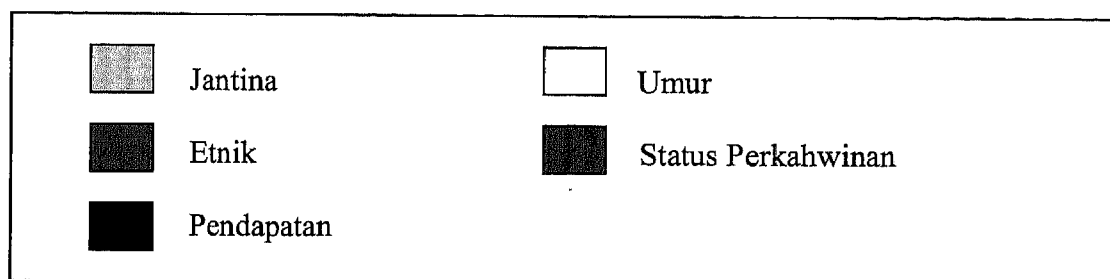 Jantina
Umur
Etnik
Status Perkahwinan
Pendapatan